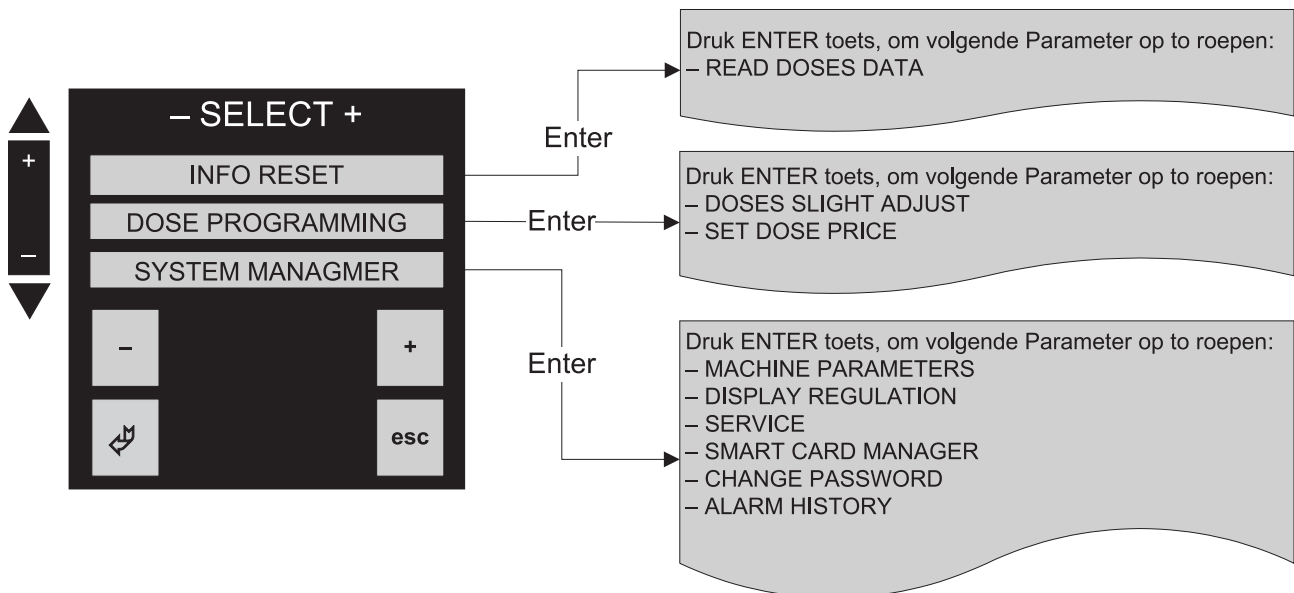 – SELECT +
+
–
INFO RESET
DOSE PROGRAMMING
SYSTEM MANAGMER
–
+
esc
Enter
Enter
Enter
Druk ENTER toets, om volgende Parameter op to roepen:
– READ DOSES DATA
Druk ENTER toets, om volgende Parameter op to roepen:
– DOSES SLIGHT ADJUST
– SET DOSE PRICE
Druk ENTER toets, om volgende Parameter op to roepen:
– MACHINE PARAMETERS
– DISPLAY REGULATION
– SERVICE
– SMART CARD MANAGER
– CHANGE PASSWORD
– ALARM HISTORY